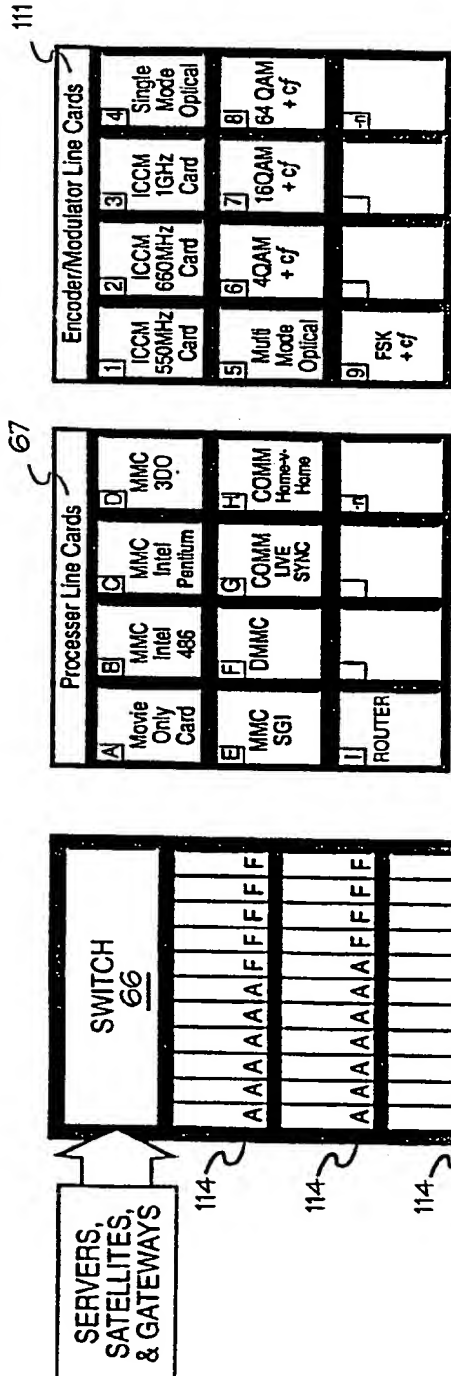 SERVERS,
SATELLITES,
& GATEWAYS
SWITCH
66
114
A A A A A A F F F F F
114
A A A A A A A F F F F
114
67
Processer Line Cards
A Movie Only Card
B MMC Intel 486
C MMC Intel Pentium
D MMC 3DO
E MMC SGI
F DMMC
G COMM LIVE SYNC
H COMM Home-v-Home
I ROUTER
-n
111
Encoder/Modulator Line Cards
1 ICCM 550MHz Card
2 ICCM 660MHz Card
3 ICCM 1GHz Card
4 Single Mode Optical
5 Multi Mode Optical
6 4QAM + cf
7 16QAM + cf
8 64 QAM + cf
9 FSK + cf
-n